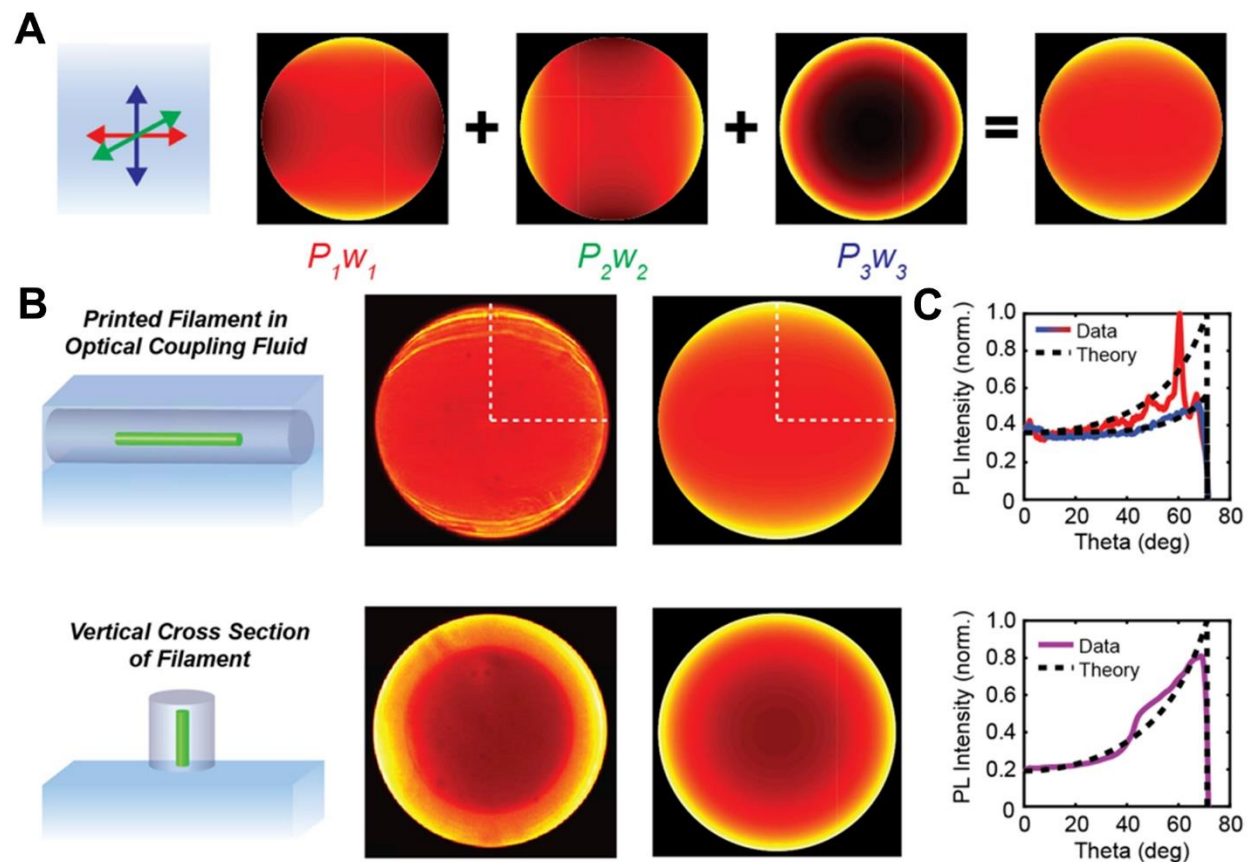 A
+ + =
P1w1 P2w2 P3w3
B
Printed Filament in
Optical Coupling Fluid
C
PL Intensity (norm.)
1.0
0.8
0.6
0.4
0.2
0
Data
Theory
0 20 40 60 80
Theta (deg)
Vertical Cross Section
of Filament
PL Intensity (norm.)
1.0
0.8
0.6
0.4
0.2
0
Data
Theory
0 20 40 60 80
Theta (deg)